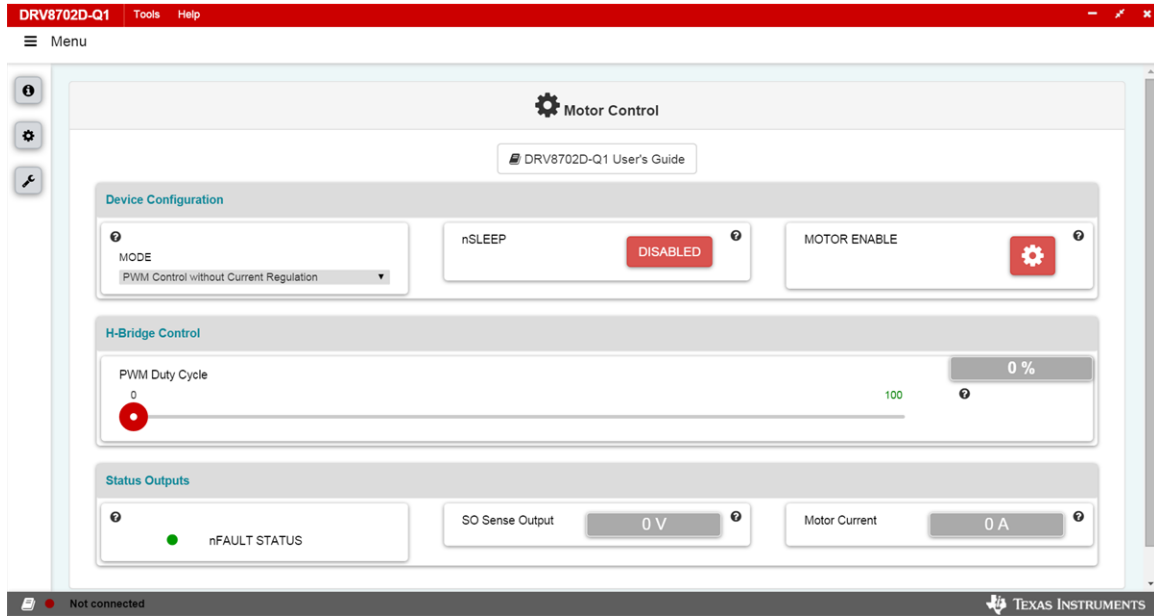 DRV8702D-Q1 Tools Help
Menu
Motor Control
DRV8702D-Q1 User's Guide
Device Configuration
MODE
PWM Control without Current Regulation
nSLEEP
DISABLED
MOTOR ENABLE
H-Bridge Control
PWM Duty Cycle
0 %
0
100
Status Outputs
nFAULT STATUS
SO Sense Output
0 V
Motor Current
0 A
Not connected
TEXAS INSTRUMENTS